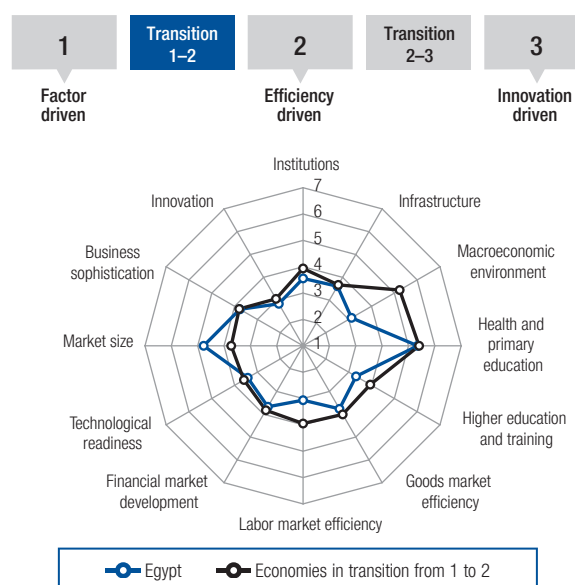 1
Transition
1–2
2
Transition
2–3
3
Factor
driven
Efficiency
driven
Innovation
driven
Institutions
Infrastructure
Macroeconomic
environment
Health and
primary
education
Higher education
and training
Goods market
efficiency
Labor market efficiency
Financial market
development
Technological
readiness
Market size
Business
sophistication
Innovation
7
6
5
4
3
2
1
Egypt
Economies in transition from 1 to 2